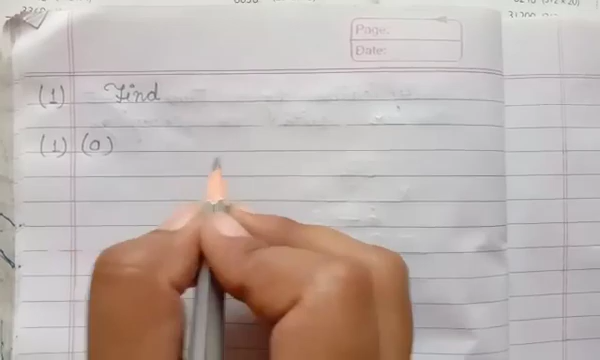 Page.
Date:
(1) Find
(1) (a)